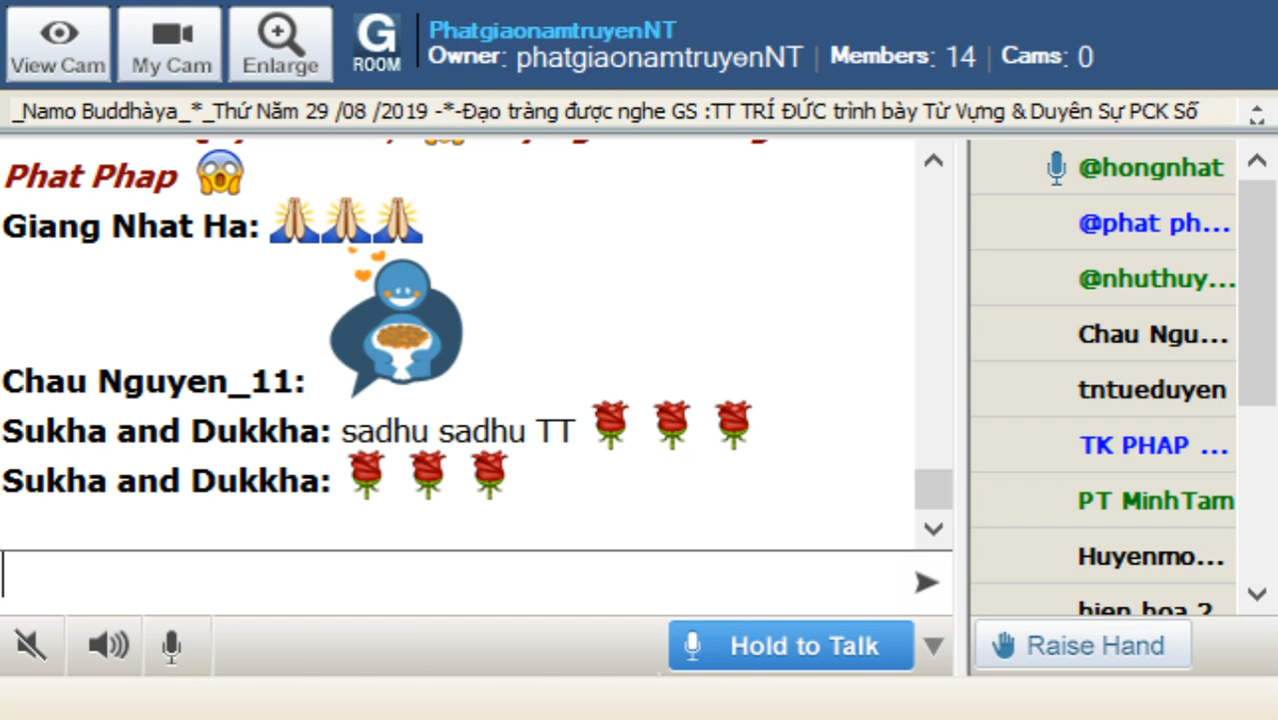 View Cam
My Cam
Enlarge
G
ROOM
PhatgiaonamtruyenNT
Owner: phatgiaonamtruyenNT | Members: 14 | Cams: 0
_Namo Buddhàya_*_Thứ Năm 29 /08 /2019 -*-Đạo tràng được nghe GS :TT TRÍ ĐỨC trình bày Từ Vựng & Duyên Sự PCK Số
Phat Phap
Giang Nhat Ha:
Chau Nguyen_11:
Sukha and Dukkha: sadhu sadhu TT
Sukha and Dukkha:
@hongnhat
@phat ph...
@nhuthuy...
Chau Ngu...
tntueduyen
TK PHAP ...
PT MinhTam
Huyenmo...
hien hoa 2
Hold to Talk
Raise Hand